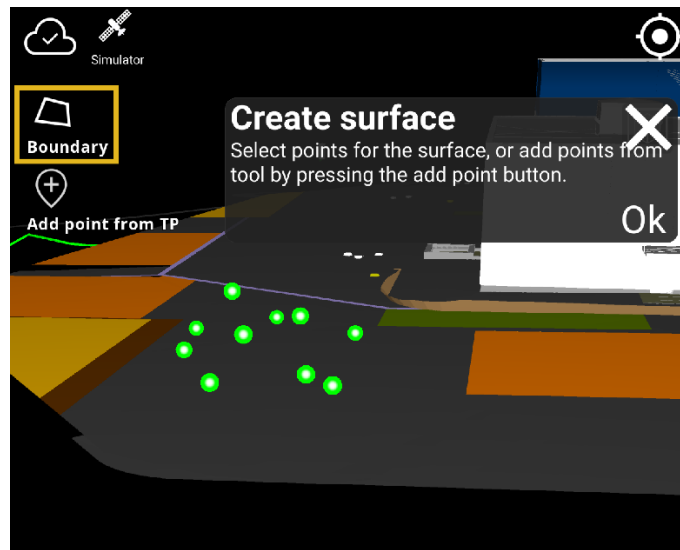 Simulator
Boundary
Create surface
Select points for the surface, or add points from
tool by pressing the add point button.
Add point from TP
Ok